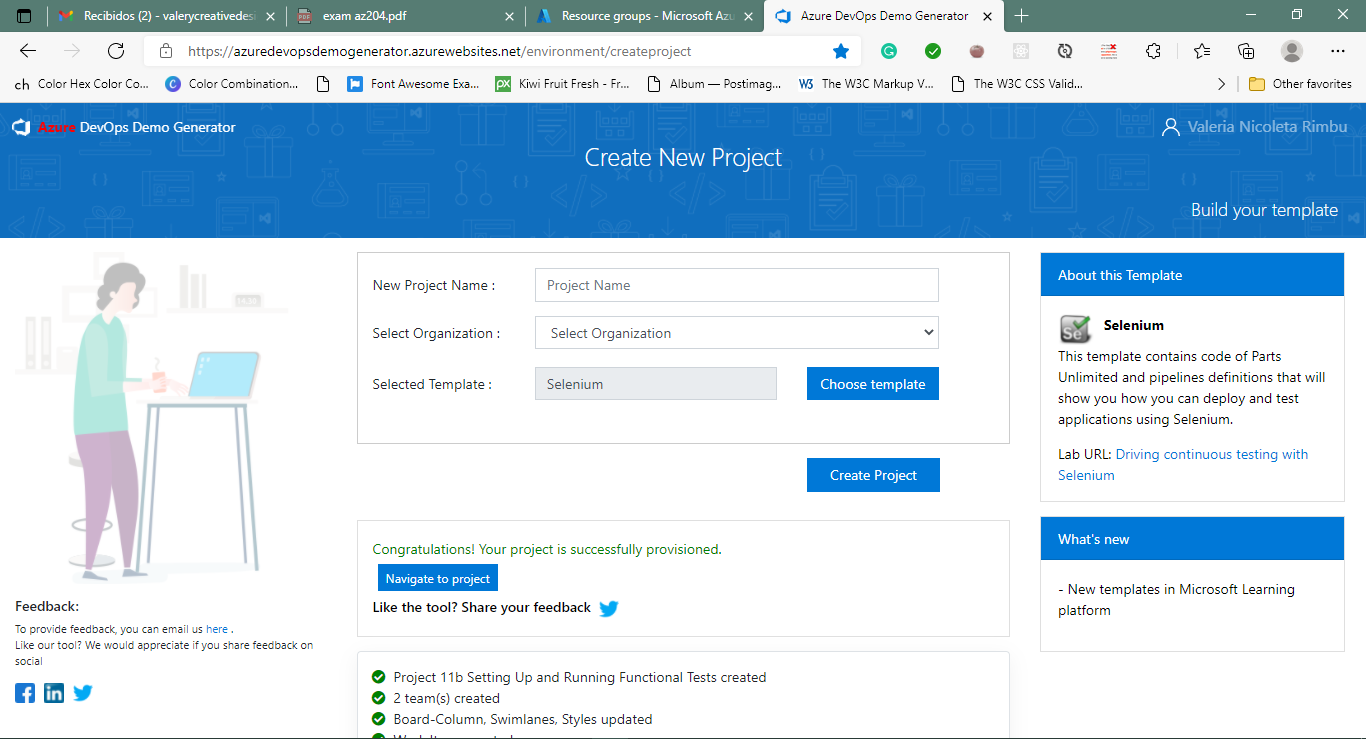 Recibidos (2) - valerycreativedesi
exam az204.pdf
Resource groups - Microsoft Azu
Azure DevOps Demo Generator
https://azuredevopsdemogenerator.azurewebsites.net/environment/createproject
ch Color Hex Color Co...
Color Combination...
Font Awesome Exa...
px Kiwi Fruit Fresh - Fr...
Album — Postimag...
W3 The W3C Markup V...
The W3C CSS Valid...
Other favorites
Azure DevOps Demo Generator
Valeria Nicoleta Rimbu
Create New Project
Build your template
New Project Name :
Project Name
Select Organization :
Select Organization
Selected Template :
Selenium
Choose template
Create Project
About this Template
Se Selenium
This template contains code of Parts
Unlimited and pipelines definitions that will
show you how you can deploy and test
applications using Selenium.
Lab URL: Driving continuous testing with
Selenium
What's new
- New templates in Microsoft Learning
platform
Congratulations! Your project is successfully provisioned.
Navigate to project
Like the tool? Share your feedback
Feedback:
To provide feedback, you can email us here .
Like our tool? We would appreciate if you share feedback on
social
Project 11b Setting Up and Running Functional Tests created
2 team(s) created
Board-Column, Swimlanes, Styles updated